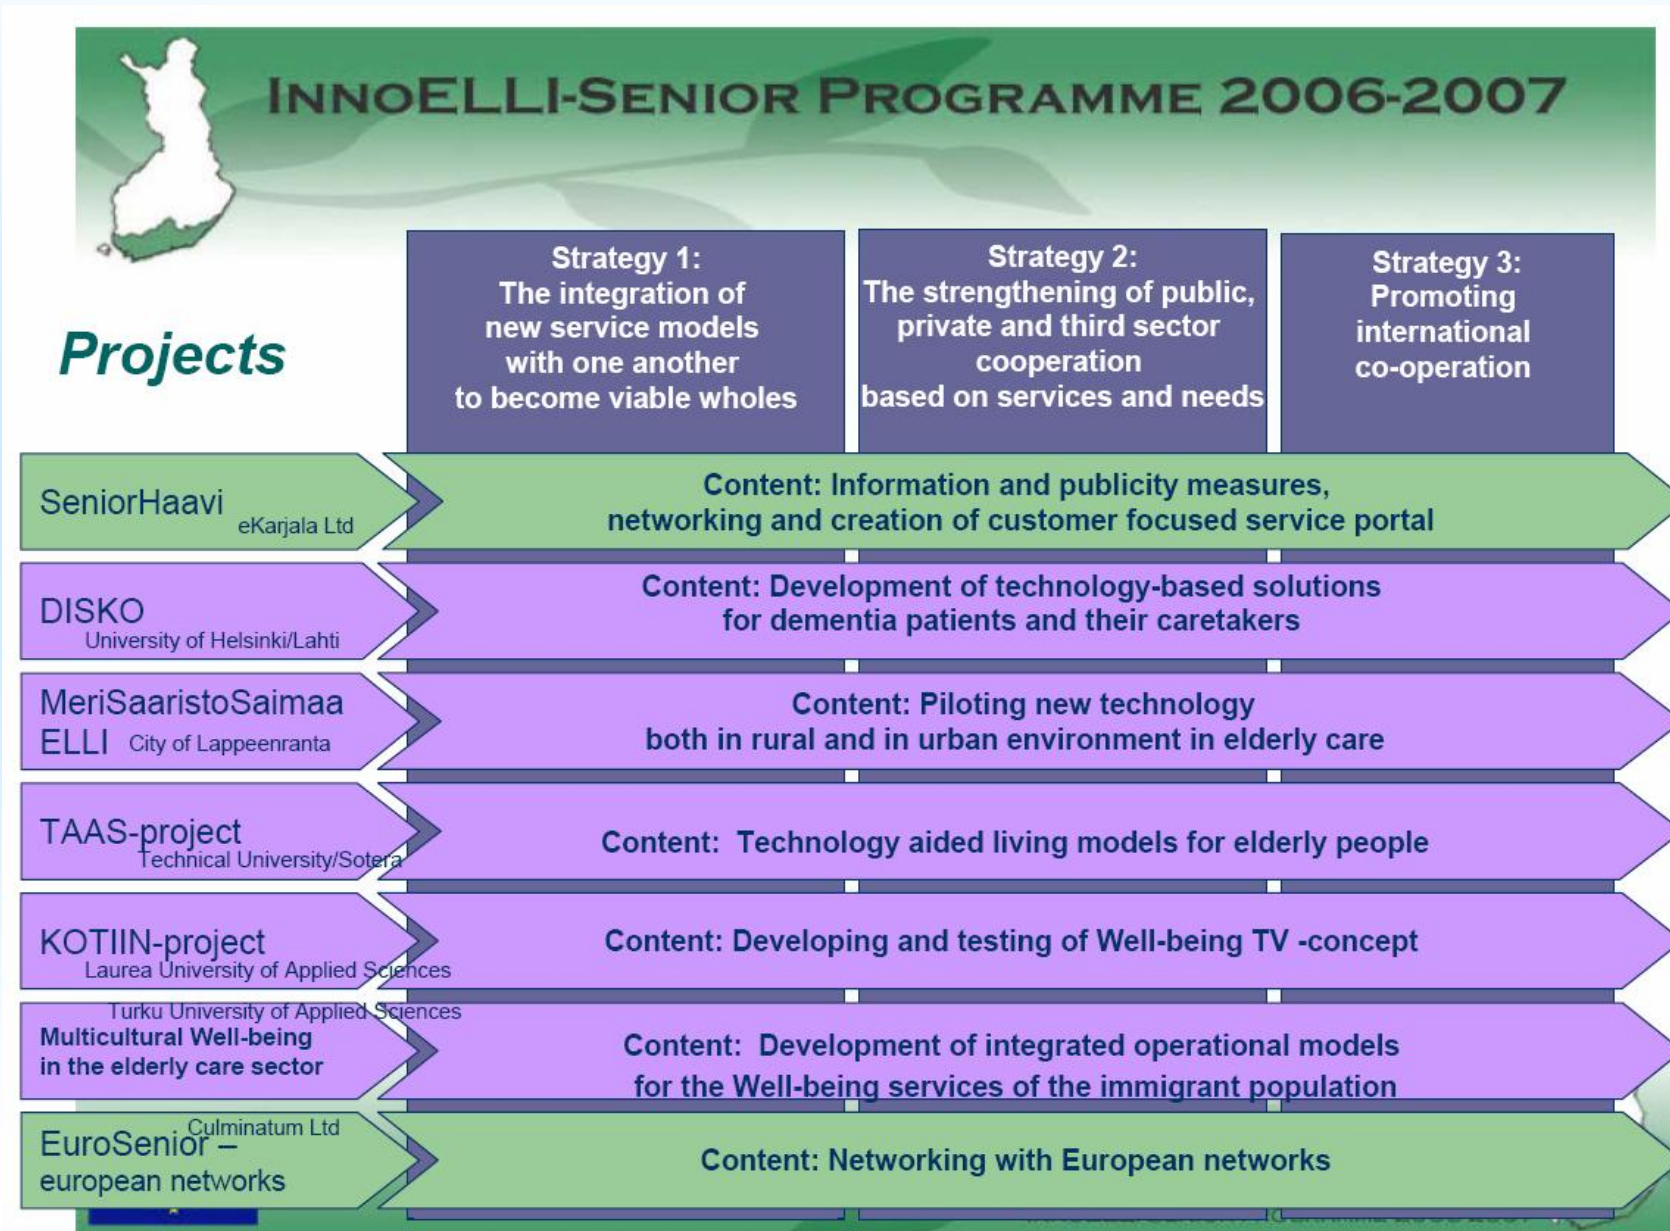 INNOELLI-SENIOR PROGRAMME 2006-2007
Projects
Strategy 1:
The integration of
new service models
with one another
to become viable wholes
Strategy 2:
The strengthening of public,
private and third sector
cooperation
based on services and needs
Strategy 3:
Promoting
international
co-operation
SeniorHaavi
eKarjala Ltd
Content: Information and publicity measures,
networking and creation of customer focused service portal
DISKO
University of Helsinki/Lahti
Content: Development of technology-based solutions
for dementia patients and their caretakers
MeriSaaristoSaimaa
ELLI City of Lappeenranta
Content: Piloting new technology
both in rural and in urban environment in elderly care
TAAS-project
Technical University/Sotera
Content: Technology aided living models for elderly people
KOTIIN-project
Laurea University of Applied Sciences
Content: Developing and testing of Well-being TV -concept
Turku University of Applied Sciences
Multicultural Well-being
in the elderly care sector
Content: Development of integrated operational models
for the Well-being services of the immigrant population
Culminatum Ltd
EuroSenior –
european networks
Content: Networking with European networks